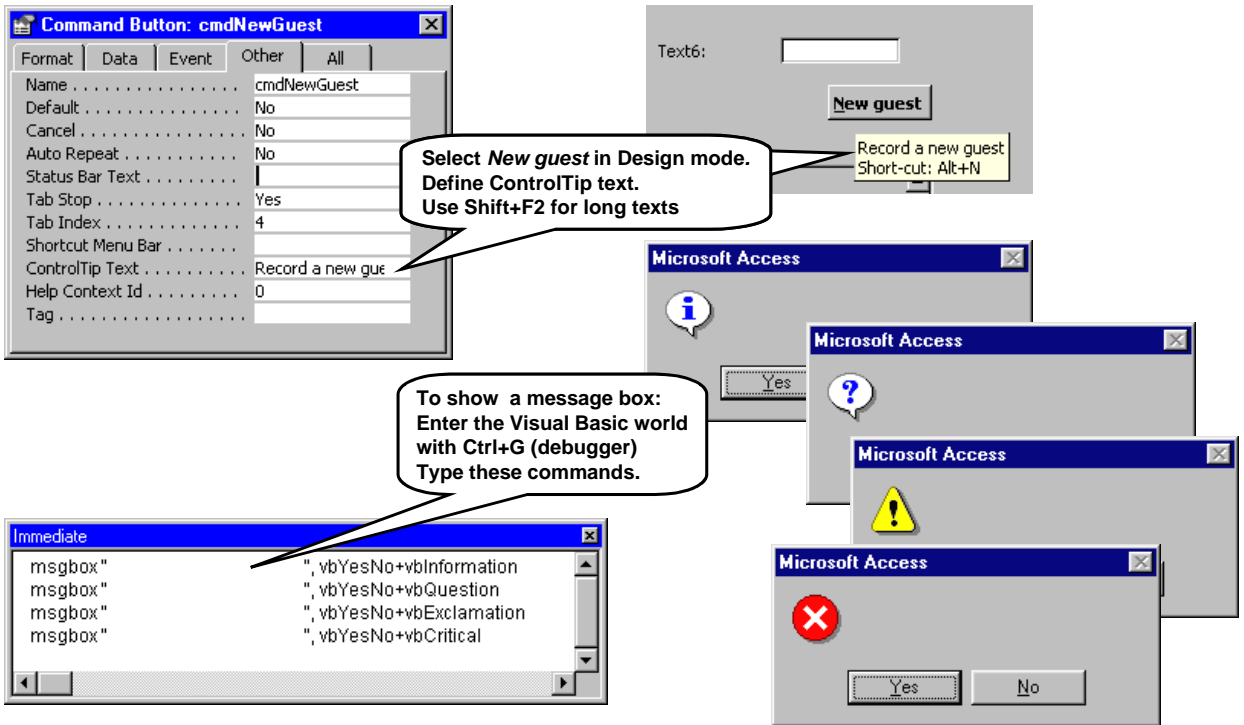 Command Button: cmdNewGuest
Format Data Event Other All
Name . . . . . . . . . . . . . . . . cmdNewGuest
Default . . . . . . . . . . . . . . . No
Cancel . . . . . . . . . . . . . . . . No
Auto Repeat . . . . . . . . . . . No
Status Bar Text . . . . . . . . .
Tab Stop . . . . . . . . . . . . . . Yes
Tab Index . . . . . . . . . . . . . . 4
Shortcut Menu Bar . . . . . . .
ControlTip Text . . . . . . . . . . Record a new gue
Help Context Id . . . . . . . . . 0
Tag . . . . . . . . . . . . . . . . . .
Text6:
New guest
Record a new guest
Short-cut: Alt+N
Select New guest in Design mode.
Define ControlTip text.
Use Shift+F2 for long texts
Microsoft Access
Yes
Microsoft Access
Microsoft Access
Microsoft Access
Yes No
To show a message box:
Enter the Visual Basic world
with Ctrl+G (debugger)
Type these commands.
Immediate
msgbox " ", vbYesNo+vbInformation
msgbox " ", vbYesNo+vbQuestion
msgbox " ", vbYesNo+vbExclamation
msgbox " ", vbYesNo+vbCritical